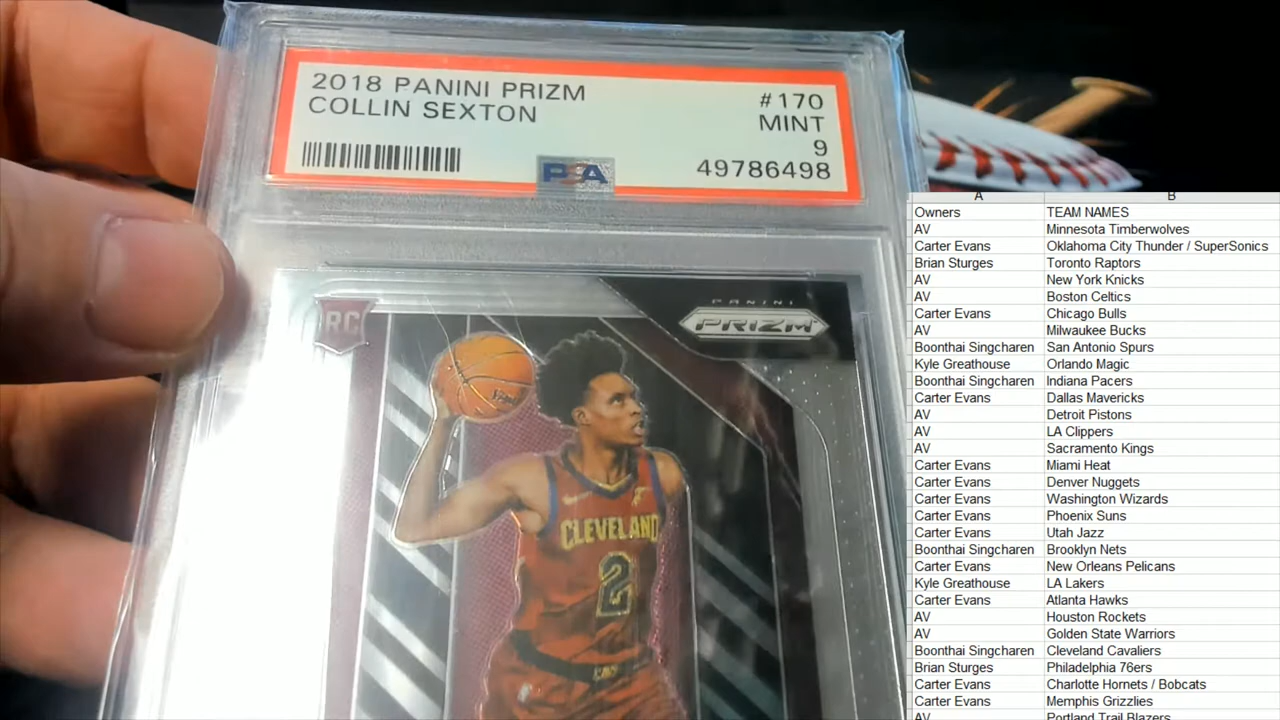 2018 PANINI PRIZM
COLLIN SEXTON
#170
MINT
9
49786498
PSA
RC
PANINI
PRIZM
CLEVELAND
2
A B
Owners TEAM NAMES
AV Minnesota Timberwolves
Carter Evans Oklahoma City Thunder / SuperSonics
Brian Sturges Toronto Raptors
AV New York Knicks
AV Boston Celtics
Carter Evans Chicago Bulls
AV Milwaukee Bucks
Boonthai Singcharen San Antonio Spurs
Kyle Greathouse Orlando Magic
Boonthai Singcharen Indiana Pacers
Carter Evans Dallas Mavericks
AV Detroit Pistons
AV LA Clippers
AV Sacramento Kings
Carter Evans Miami Heat
Carter Evans Denver Nuggets
Carter Evans Washington Wizards
Carter Evans Phoenix Suns
Carter Evans Utah Jazz
Boonthai Singcharen Brooklyn Nets
Carter Evans New Orleans Pelicans
Kyle Greathouse LA Lakers
Carter Evans Atlanta Hawks
AV Houston Rockets
AV Golden State Warriors
Boonthai Singcharen Cleveland Cavaliers
Brian Sturges Philadelphia 76ers
Carter Evans Charlotte Hornets / Bobcats
Carter Evans Memphis Grizzlies
AV Portland Trail Blazers